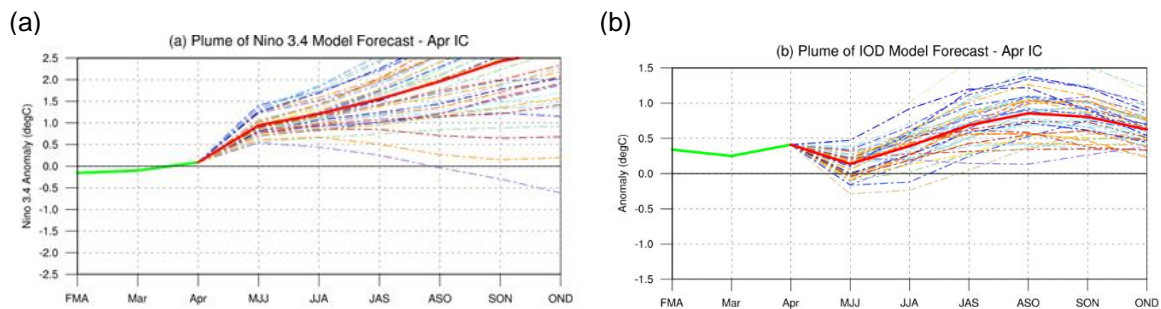 (a)
(a) Plume of Nino 3.4 Model Forecast - Apr IC
Nino 3.4 Anomaly (degC)
2.5
2.0
1.5
1.0
0.5
0.0
-0.5
-1.0
-1.5
-2.0
-2.5
FMA Mar Apr MJJ JJA JAS ASO SON OND
(b)
(b) Plume of IOD Model Forecast - Apr IC
Anomaly (degC)
1.5
1.0
0.5
0.0
-0.5
-1.0
-1.5
FMA Mar Apr MJJ JJA JAS ASO SON OND